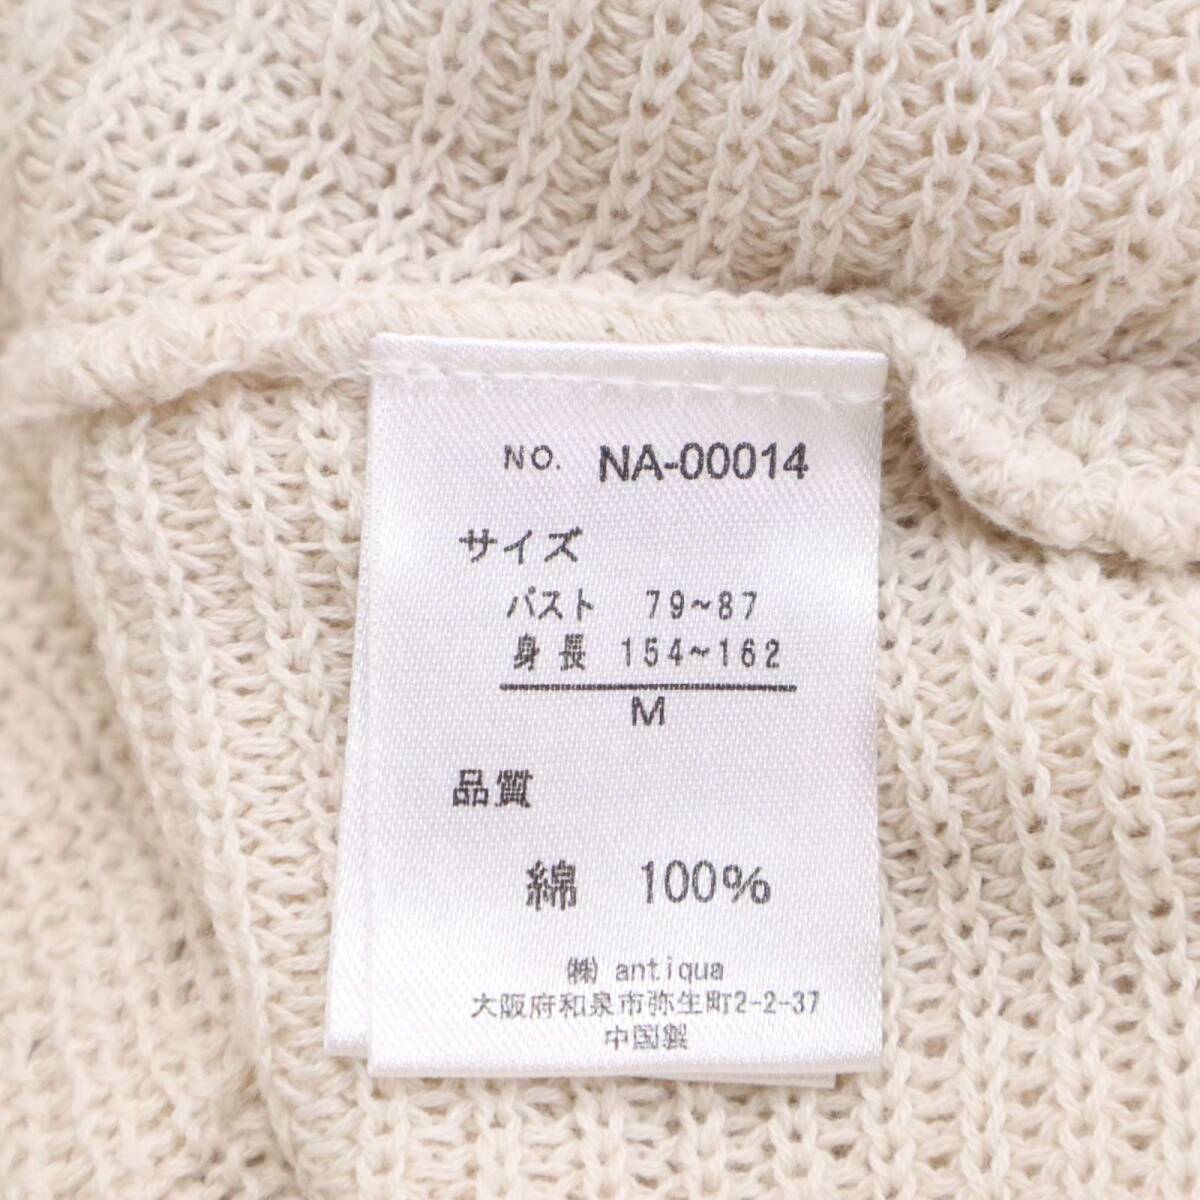 NO. NA-00014
サイズ
バスト 79~87
身長 154~162
M
品質
綿 100%
㈱ antiqua
大阪府和泉市弥生町2-2-37
中国製